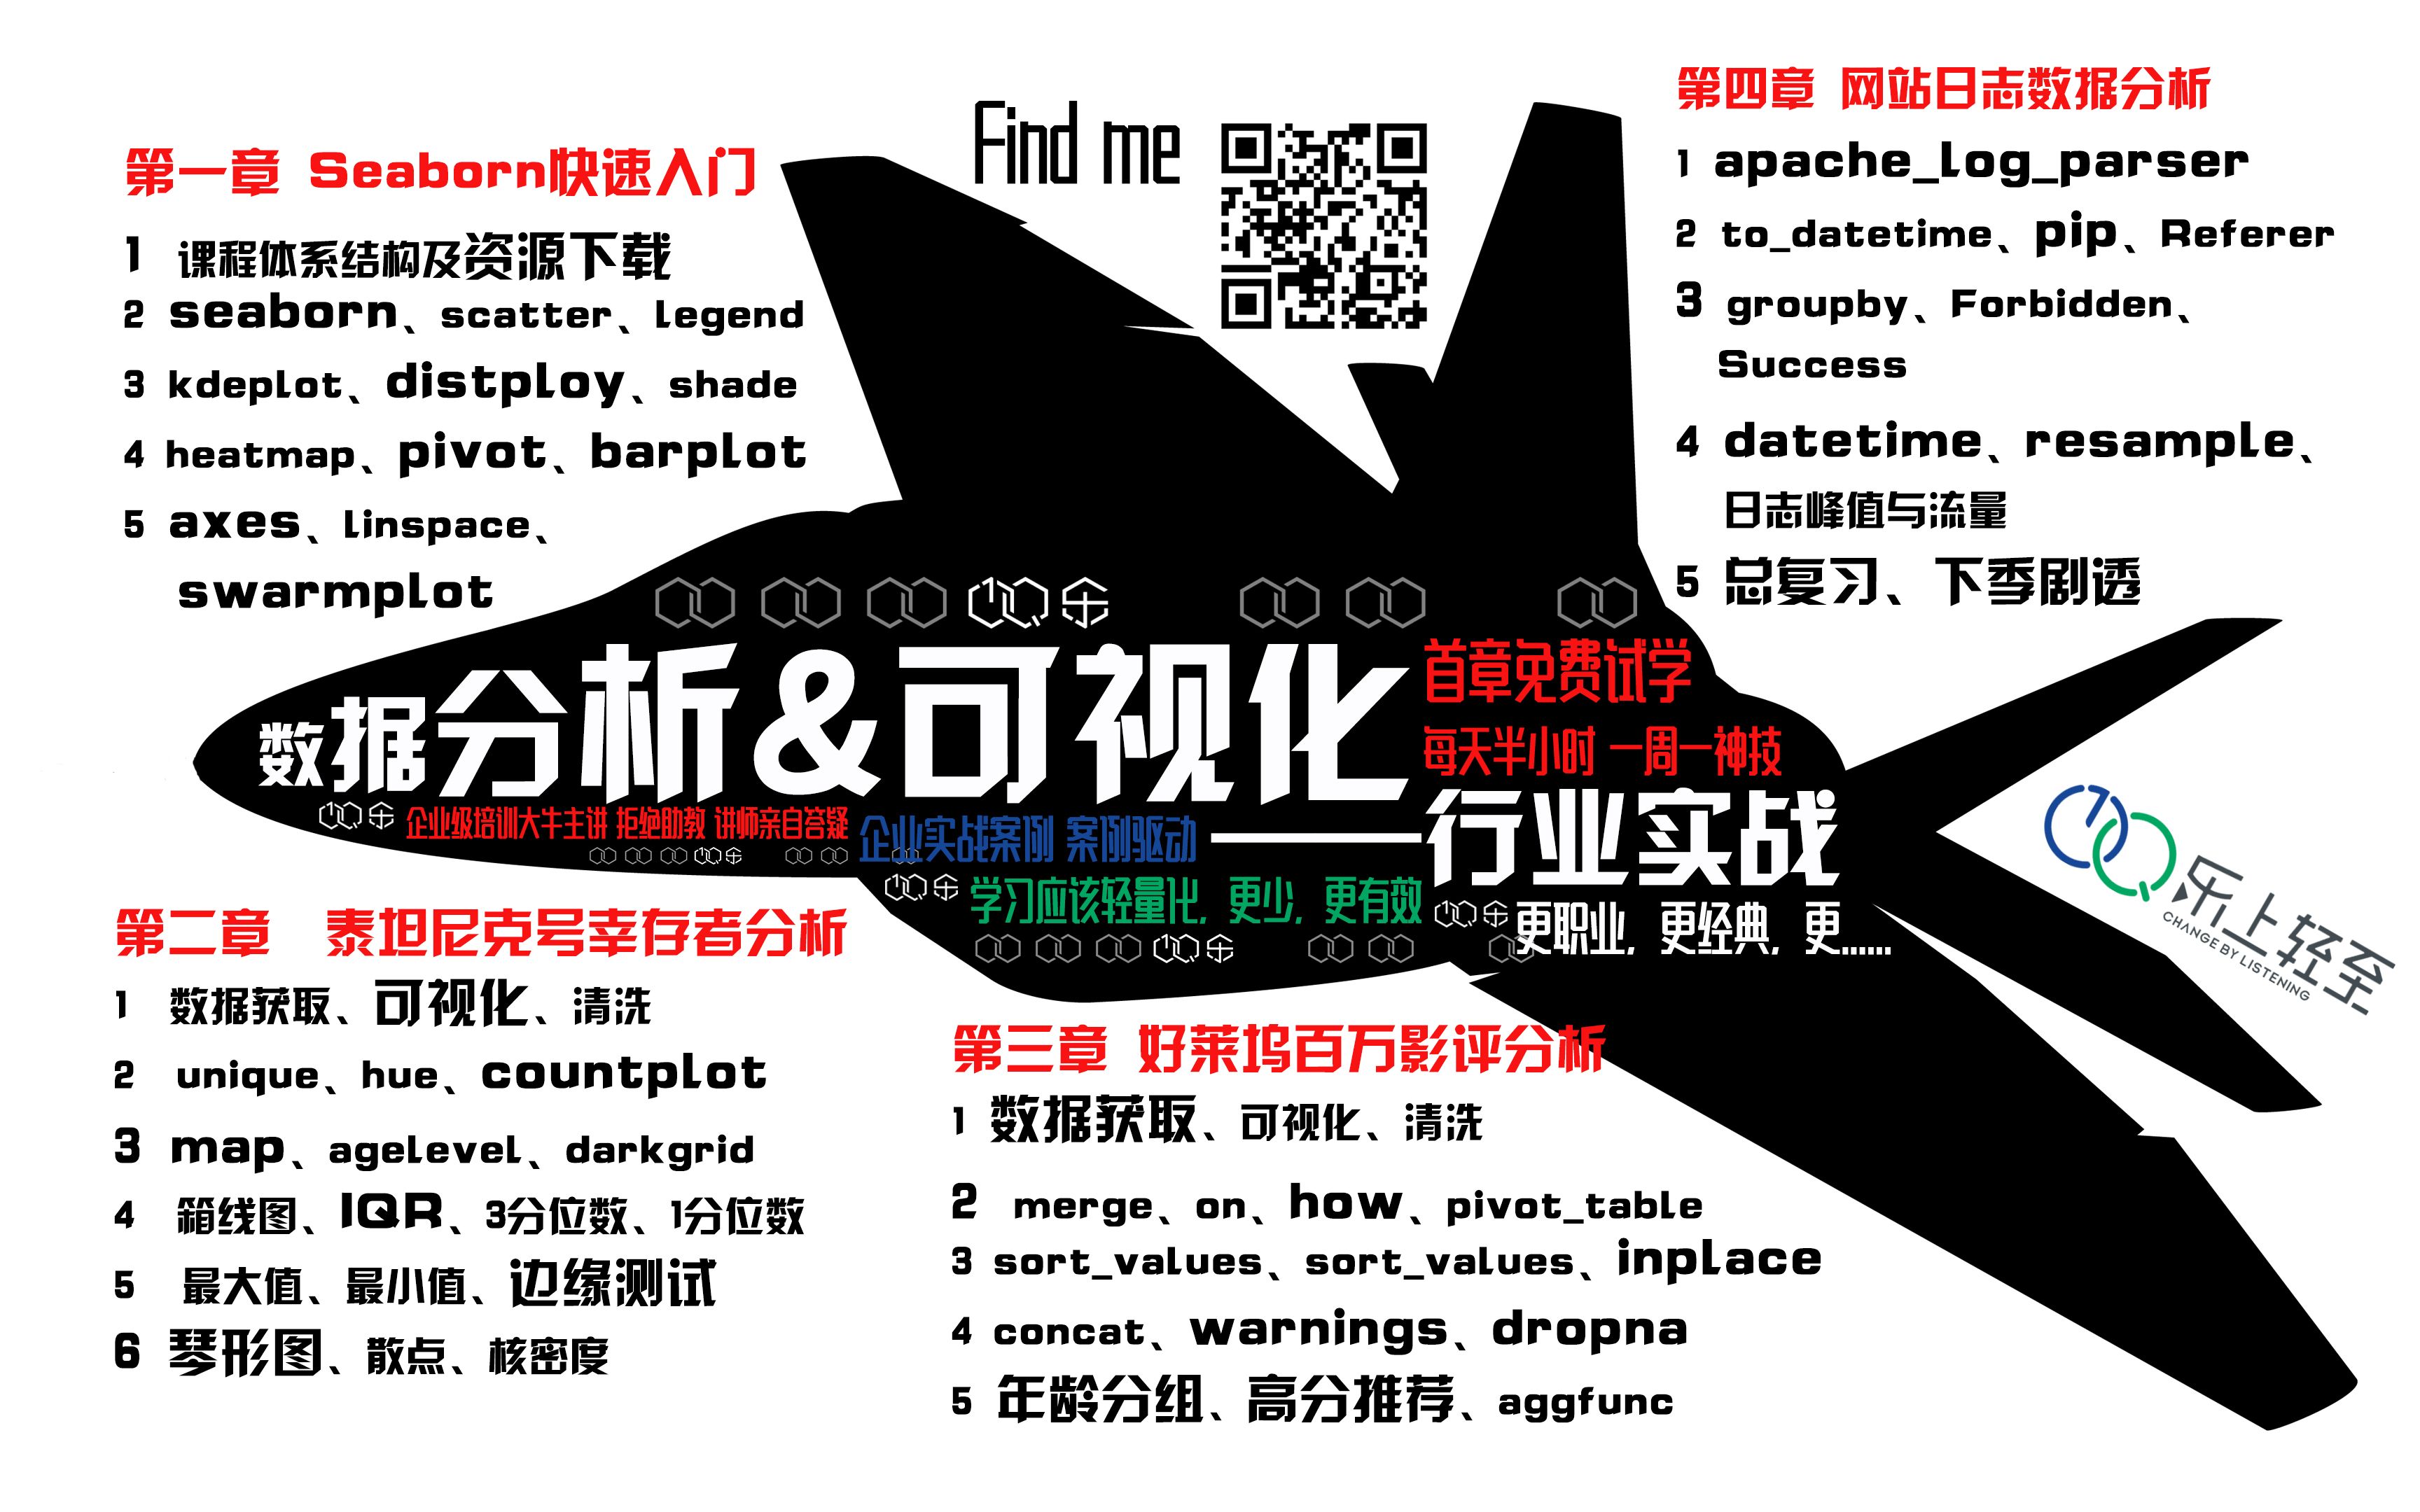 第一章 Seaborn快速入门
1 课程体系结构及资源下载
2 seaborn、scatter、legend
3 kdeplot、distploy、shade
4 heatmap、pivot、barplot
5 axes、linspace、
swarmplot
Find me
第四章 网站日志数据分析
1 apache_log_parser
2 to_datetime、pip、Referer
3 groupby、Forbidden、
Success
4 datetime、resample、
日志峰值与流量
5 总复习、下季剧透
乐
数据分析&可视化
首章免费试学
每天半小时 一周一神技
——行业实战
乐 企业级培训大牛主讲 拒绝助教 讲师亲自答疑
企业实战案例 案例驱动
乐
乐 学习应该轻量化，更少，更有效
乐 更职业，更经典，更......
乐
乐上轻至
CHANGE BY LISTENING
第二章 泰坦尼克号幸存者分析
1 数据获取、可视化、清洗
2 unique、hue、countplot
3 map、agelevel、darkgrid
4 箱线图、IQR、3分位数、1分位数
5 最大值、最小值、边缘测试
6 琴形图、散点、核密度
第三章 好莱坞百万影评分析
1 数据获取、可视化、清洗
2 merge、on、how、pivot_table
3 sort_values、sort_values、inplace
4 concat、warnings、dropna
5 年龄分组、高分推荐、aggfunc